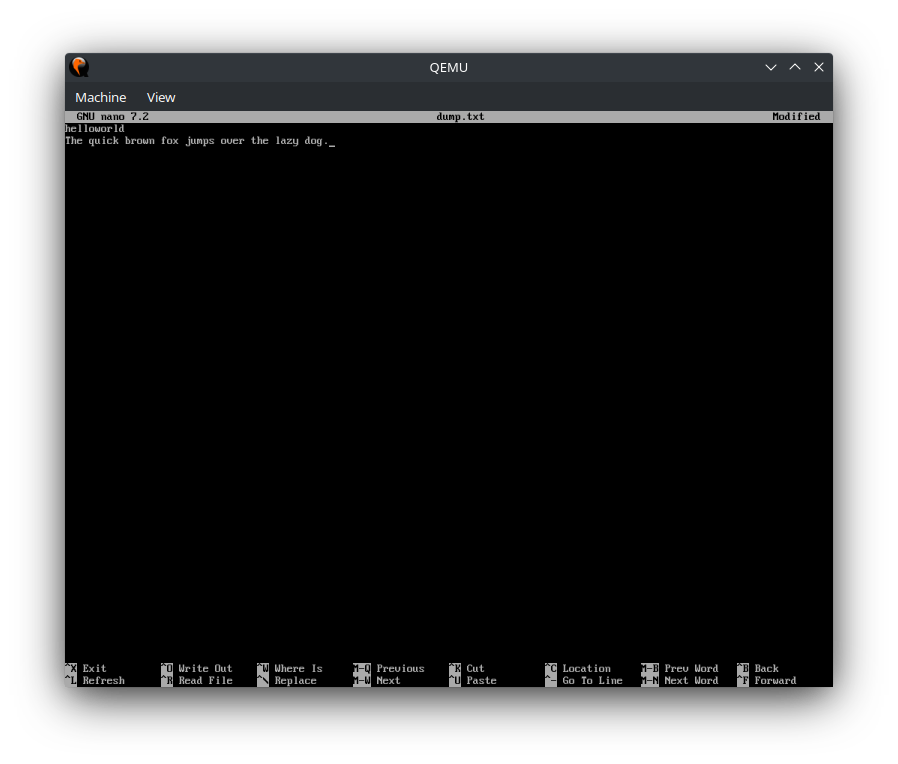 QEMU
Machine View
GNU nano 7.2 dump.txt Modified
helloworld
The quick brown fox jumps over the lazy dog._
^X Exit ^O Write Out ^W Where Is M-Q Previous ^K Cut ^C Location M-B Prev Word ^B Back
^L Refresh ^R Read File ^\ Replace M-W Next ^U Paste ^- Go To Line M-N Next Word ^F Forward